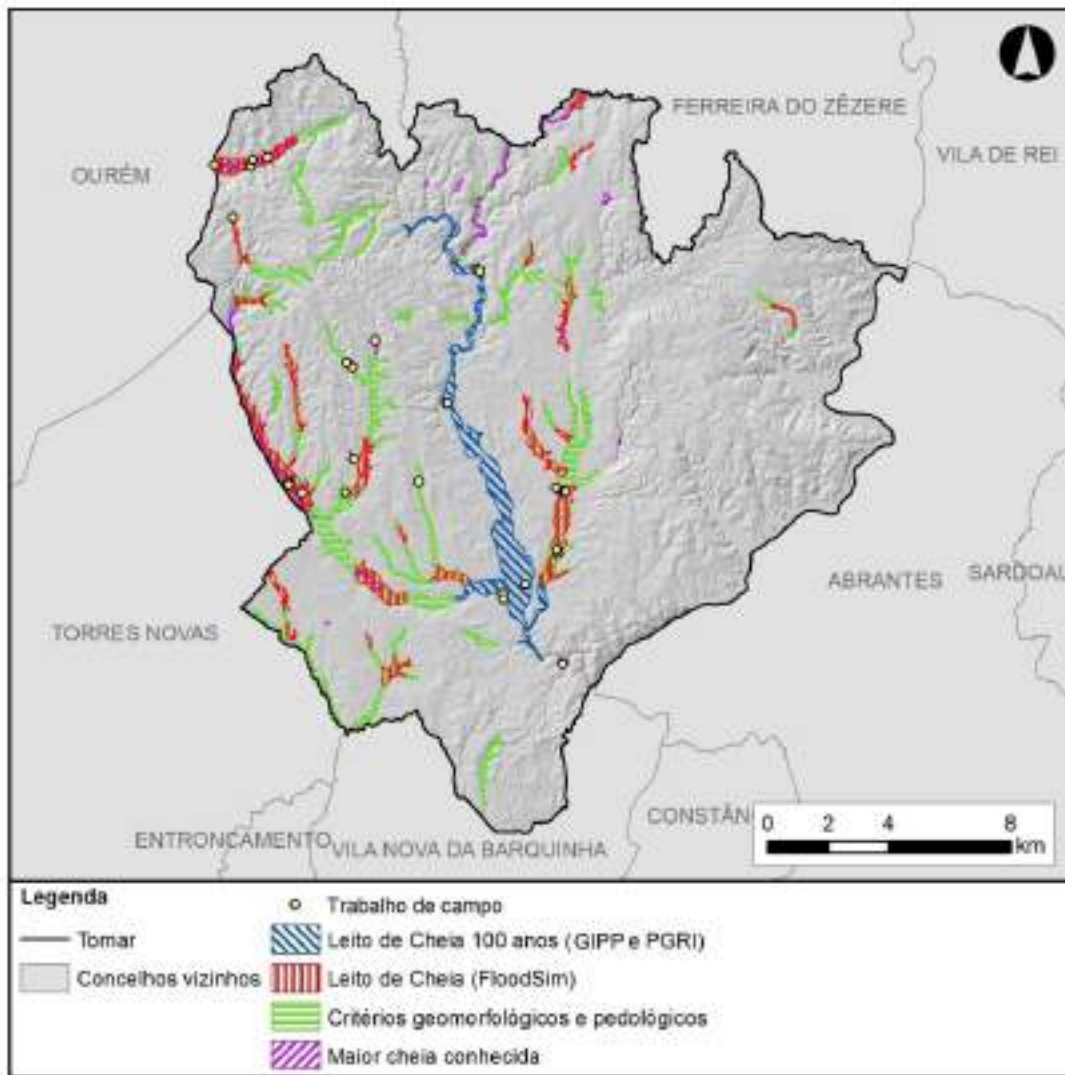 FERREIRA DO ZÊZERE
VILA DE REI
OURÉM
ABRANTES
SARDOAL
TORRES NOVAS
CONSTÂN
0 2 4 8
km
ENTRONCAMENTO
VILA NOVA DA BARQUINHA
Legenda
Tomar
Concelhos vizinhos
Trabalho de campo
Leito de Cheia 100 anos (GIPP e PGRI)
Leito de Cheia (FloodSim)
Critérios geomorfológicos e pedológicos
Maior cheia conhecida